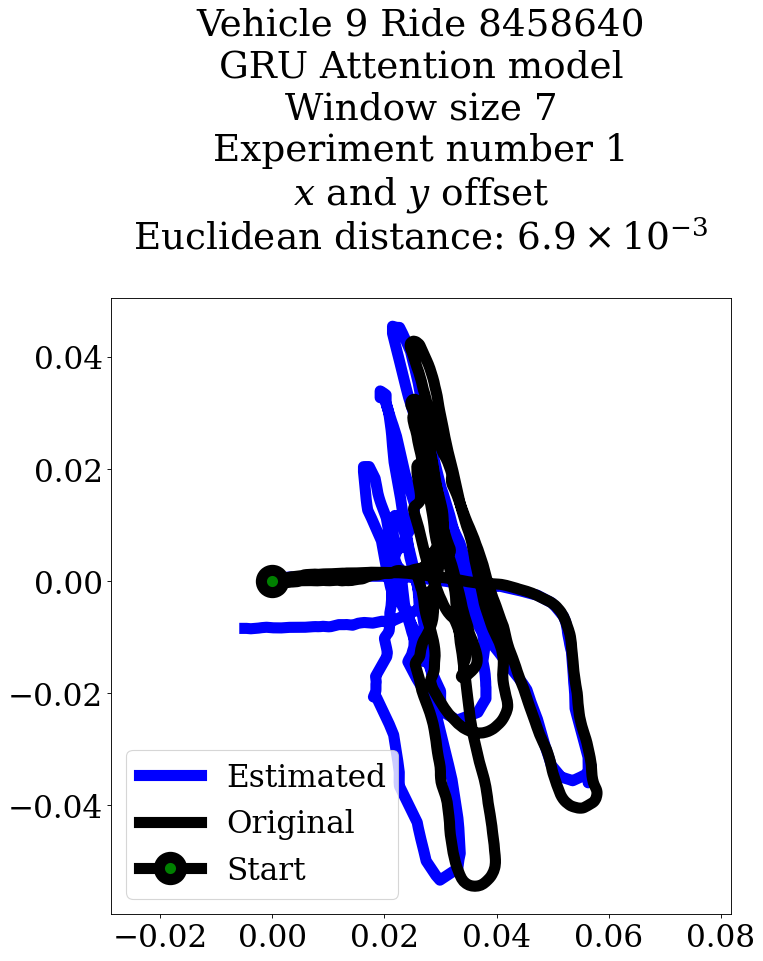 Vehicle 9 Ride 8458640
GRU Attention model
Window size 7
Experiment number 1
x and y offset
Euclidean distance: 6.9 × 10⁻³
0.04
0.02
0.00
−0.02
−0.04
Estimated
Original
Start
−0.02 0.00 0.02 0.04 0.06 0.08